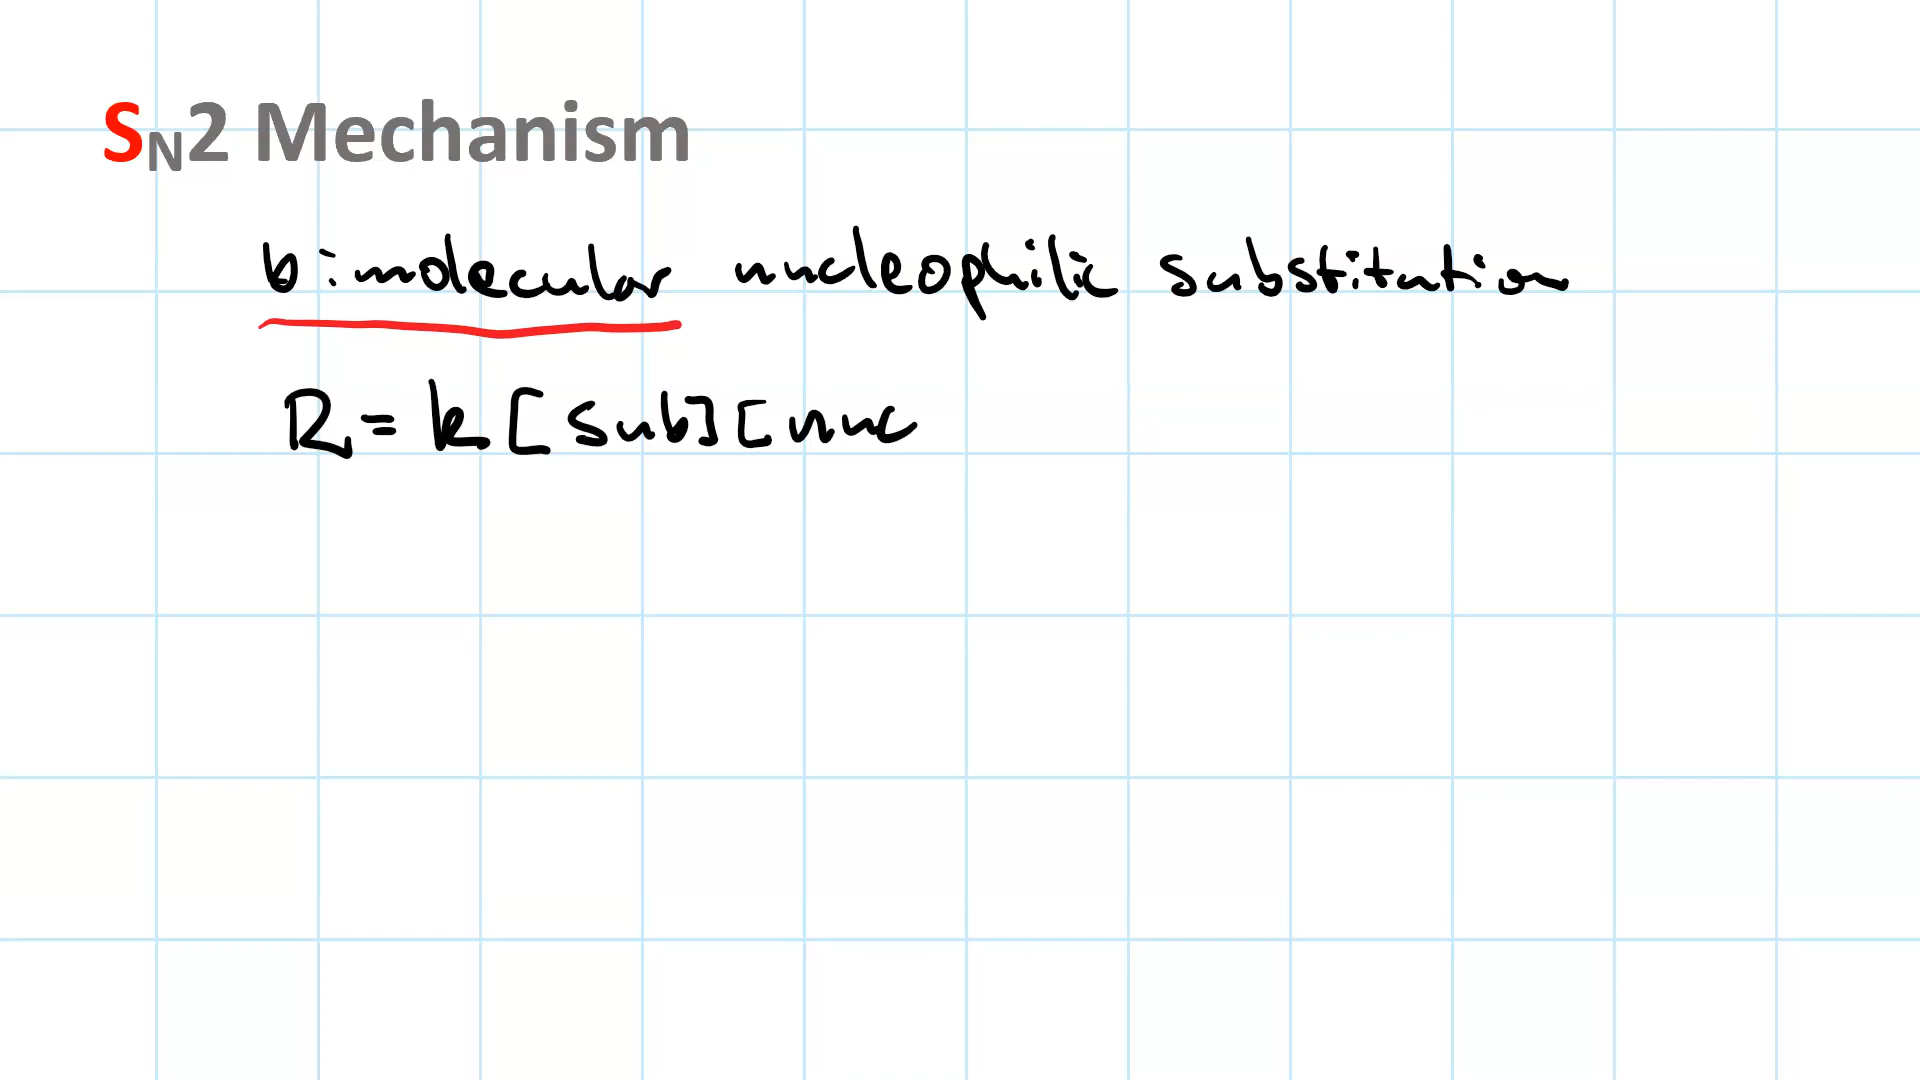 SN2 Mechanism
bimolecular nucleophilic substitution
R = k[sub][nuc